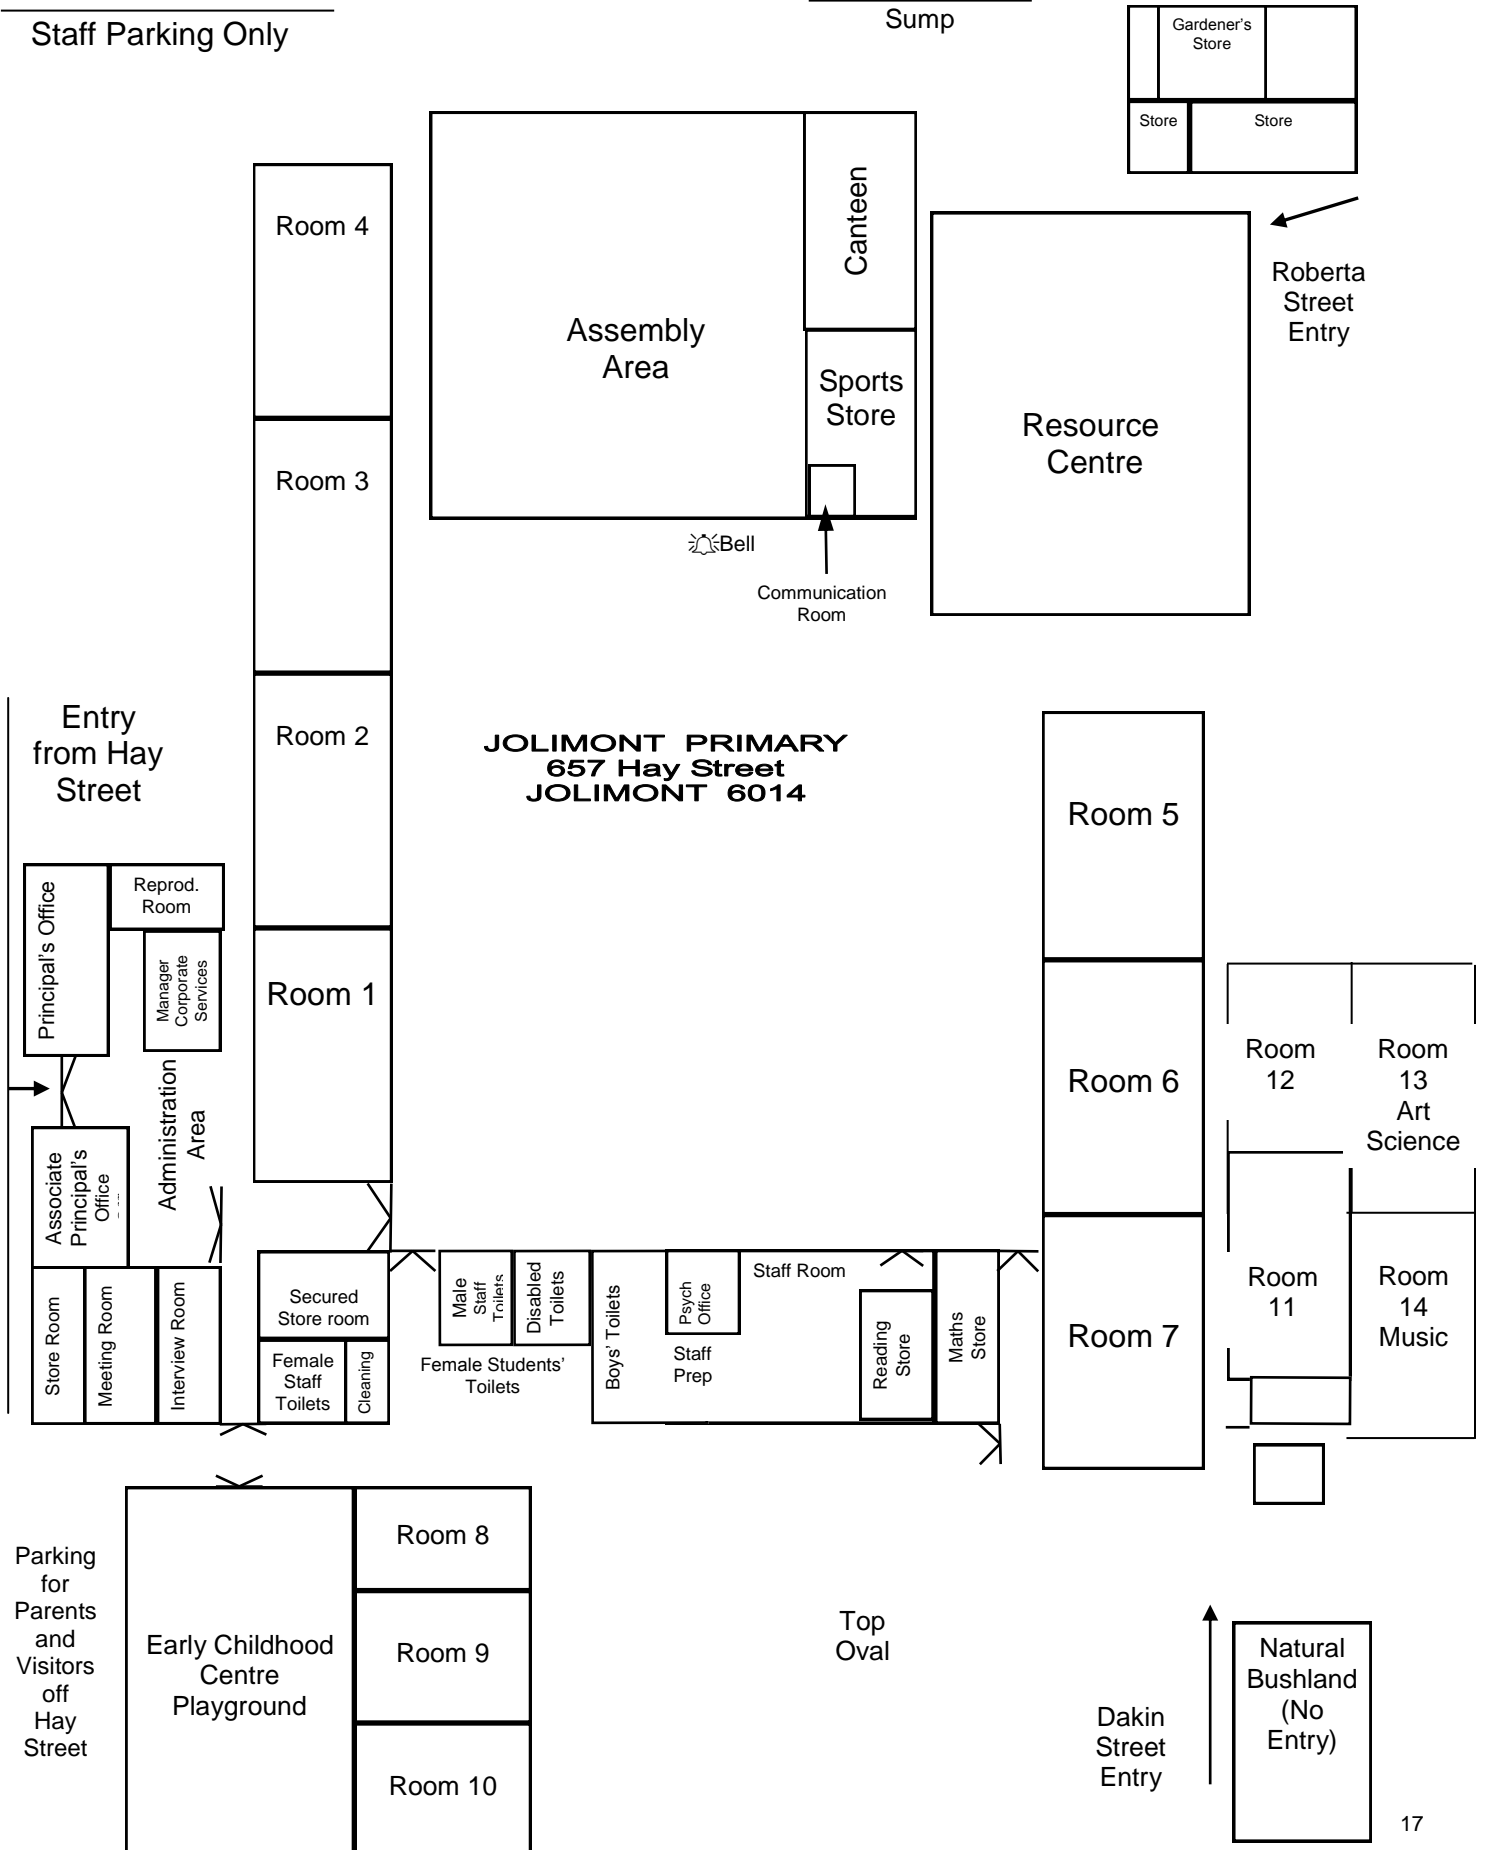 Staff Parking Only
Sump
Gardener's
Store
Store
Store
Room 4
Canteen
Assembly
Area
Sports
Store
Resource
Centre
Roberta
Street
Entry
Room 3
Bell
Communication
Room
Entry
from Hay
Street
Room 2
JOLIMONT PRIMARY
657 Hay Street
JOLIMONT 6014
Room 5
Principal's Office
Reprod.
Room
Manager
Corporate
Services
Room 1
Room 6
Room
12
Room
13
Art
Science
Administration
Area
Associate
Principal's
Office
Store Room
Meeting Room
Interview Room
Secured
Store room
Female
Staff
Toilets
Cleaning
Male
Staff
Toilets
Disabled
Toilets
Female Students'
Toilets
Boys' Toilets
Psych
Office
Staff
Prep
Staff Room
Reading
Store
Maths
Store
Room 7
Room
11
Room
14
Music
Parking
for
Parents
and
Visitors
off
Hay
Street
Early Childhood
Centre
Playground
Room 8
Room 9
Room 10
Top
Oval
Dakin
Street
Entry
Natural
Bushland
(No
Entry)
17